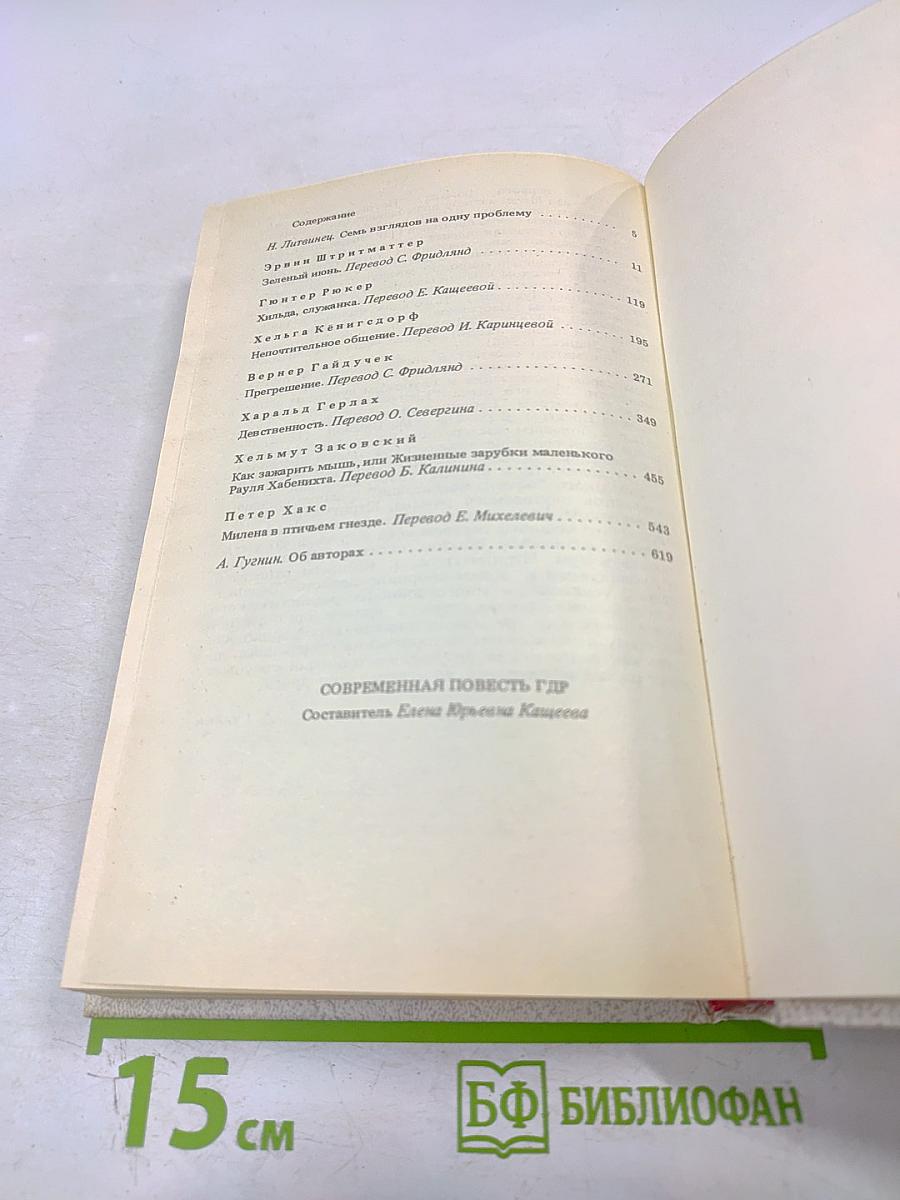 Содержание
Н. Литвинец. Семь взглядов на одну проблему . . . . . . . . . . 5
Эрвин Штритматтер
Зеленый июнь. Перевод С. Фридлянд . . . . . . . . . . . . . . . . 11
Гюнтер Рюкер
Хильда, служанка. Перевод Е. Кащеевой . . . . . . . . . . . . . . 119
Хельга Кёнигсдорф
Непочтительное общение. Перевод И. Каринцевой . . . . . . . . . 195
Вернер Гайдучек
Прегрешение. Перевод С. Фридлянд . . . . . . . . . . . . . . . . . 271
Харальд Герлах
Девственность. Перевод О. Севергина . . . . . . . . . . . . . . . . 349
Хельмут Заковский
Как зажарить мышь, или Жизненные зарубки маленького
Рауля Хабенихта. Перевод Б. Калинина . . . . . . . . . . . . . . . 455
Петер Хакс
Милена в птичьем гнезде. Перевод Е. Михелевич . . . . . . . . . 543
А. Гугнин. Об авторах . . . . . . . . . . . . . . . . . . . . . . . . . . . 619
СОВРЕМЕННАЯ ПОВЕСТЬ ГДР
Составитель Елена Юрьевна Кащеева
15 см
БФ БИБЛИОФАН